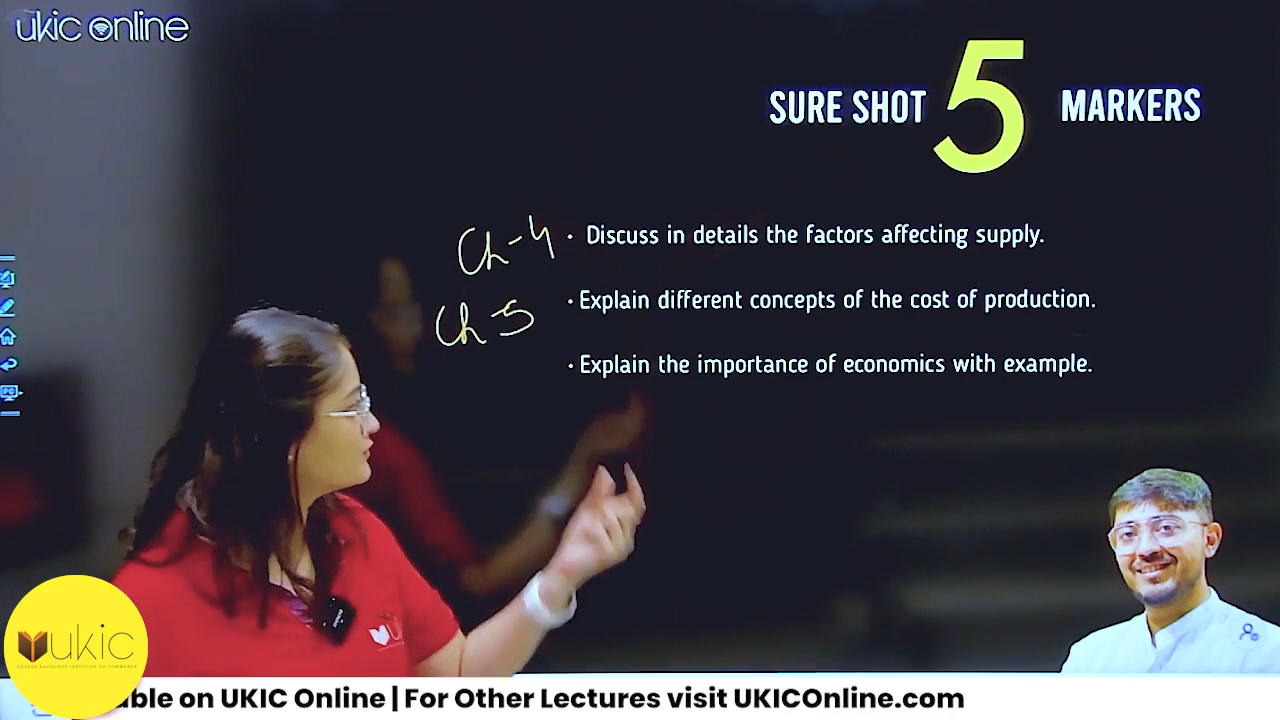 ukic online
SURE SHOT 5 MARKERS
Ch-4 • Discuss in details the factors affecting supply.
Ch-5 • Explain different concepts of the cost of production.
• Explain the importance of economics with example.
ukic
able on UKIC Online | For Other Lectures visit UKICOnline.com